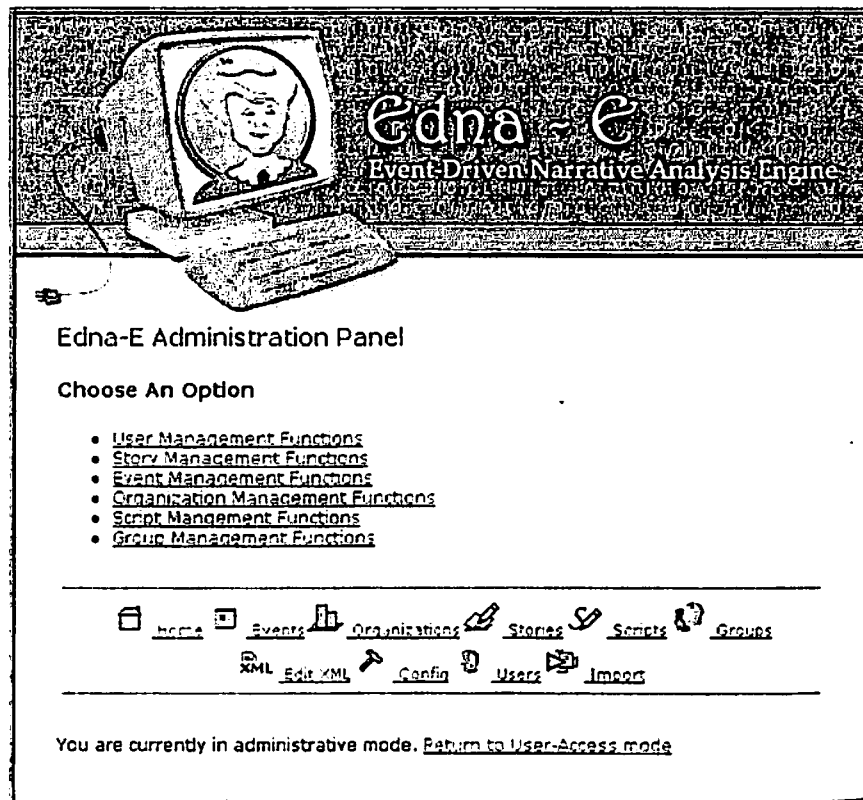 Edna - E
Event-Driven Narrative Analysis Engine
Edna-E Administration Panel
Choose An Option
• User Management Functions
• Story Management Functions
• Event Management Functions
• Organization Management Functions
• Script Mangement Functions
• Group Management Functions
Home Events Organizations Stories Scripts Groups
XML Edit XML Config Users Import
You are currently in administrative mode. Return to User-Access mode